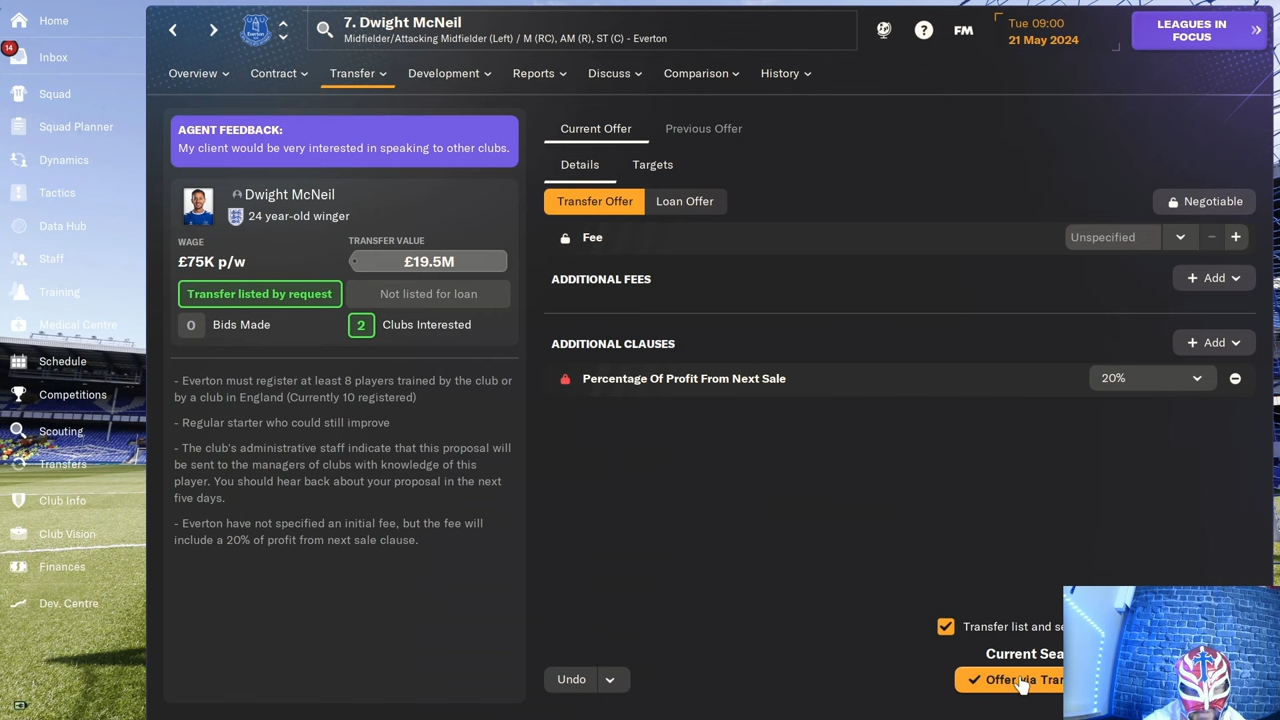 Home
14
Inbox
Squad
Squad Planner
Dynamics
Tactics
Data Hub
Staff
Training
Medical Centre
Schedule
Competitions
Scouting
Transfers
Club Info
Club Vision
Finances
Dev. Centre
Everton
7. Dwight McNeil
Midfielder/Attacking Midfielder (Left) / M (RC), AM (R), ST (C) - Everton
?
FM
Tue 09:00
21 May 2024
LEAGUES IN
FOCUS
Overview
Contract
Transfer
Development
Reports
Discuss
Comparison
History
AGENT FEEDBACK:
My client would be very interested in speaking to other clubs.
Dwight McNeil
24 year-old winger
WAGE
£75K p/w
TRANSFER VALUE
£19.5M
Transfer listed by request
Not listed for loan
0 Bids Made
2 Clubs Interested
- Everton must register at least 8 players trained by the club or
by a club in England (Currently 10 registered)
- Regular starter who could still improve
- The club's administrative staff indicate that this proposal will
be sent to the managers of clubs with knowledge of this
player. You should hear back about your proposal in the next
five days.
- Everton have not specified an initial fee, but the fee will
include a 20% of profit from next sale clause.
Current Offer
Previous Offer
Details
Targets
Transfer Offer
Loan Offer
Negotiable
Fee
Unspecified
ADDITIONAL FEES
+ Add
ADDITIONAL CLAUSES
+ Add
Percentage Of Profit From Next Sale
20%
Transfer list and se
Current Sea
Undo
Offer via Tran